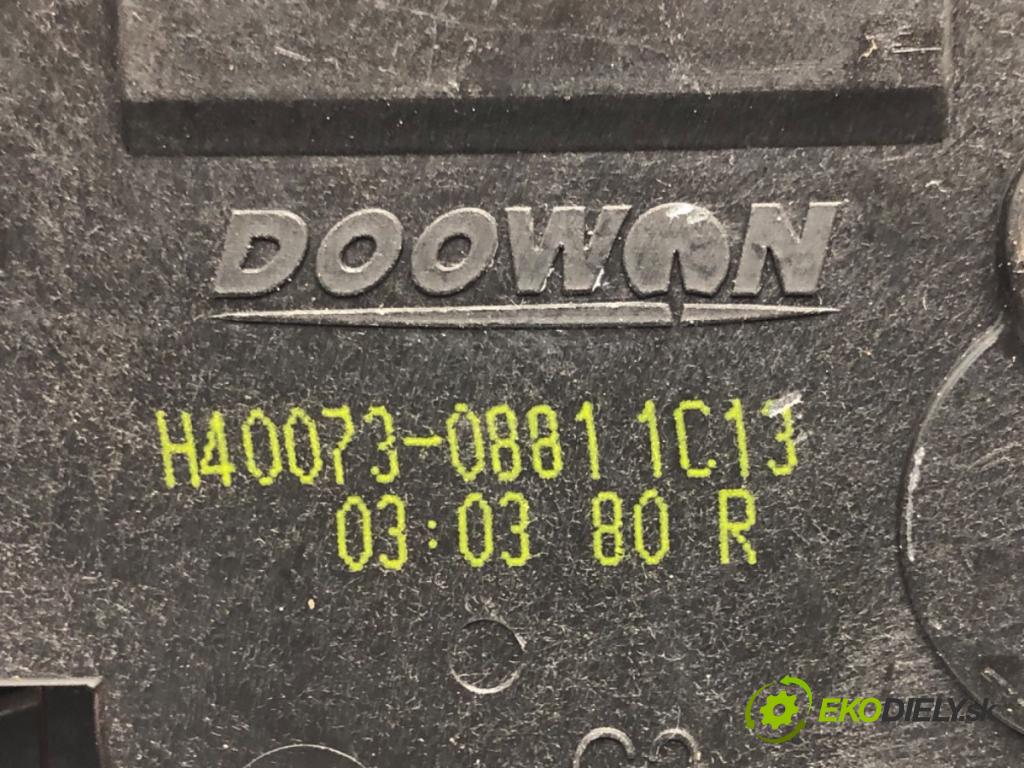 DOOWON
H40073-0881 1C13
03:03 80 R
EKODIELY.sk